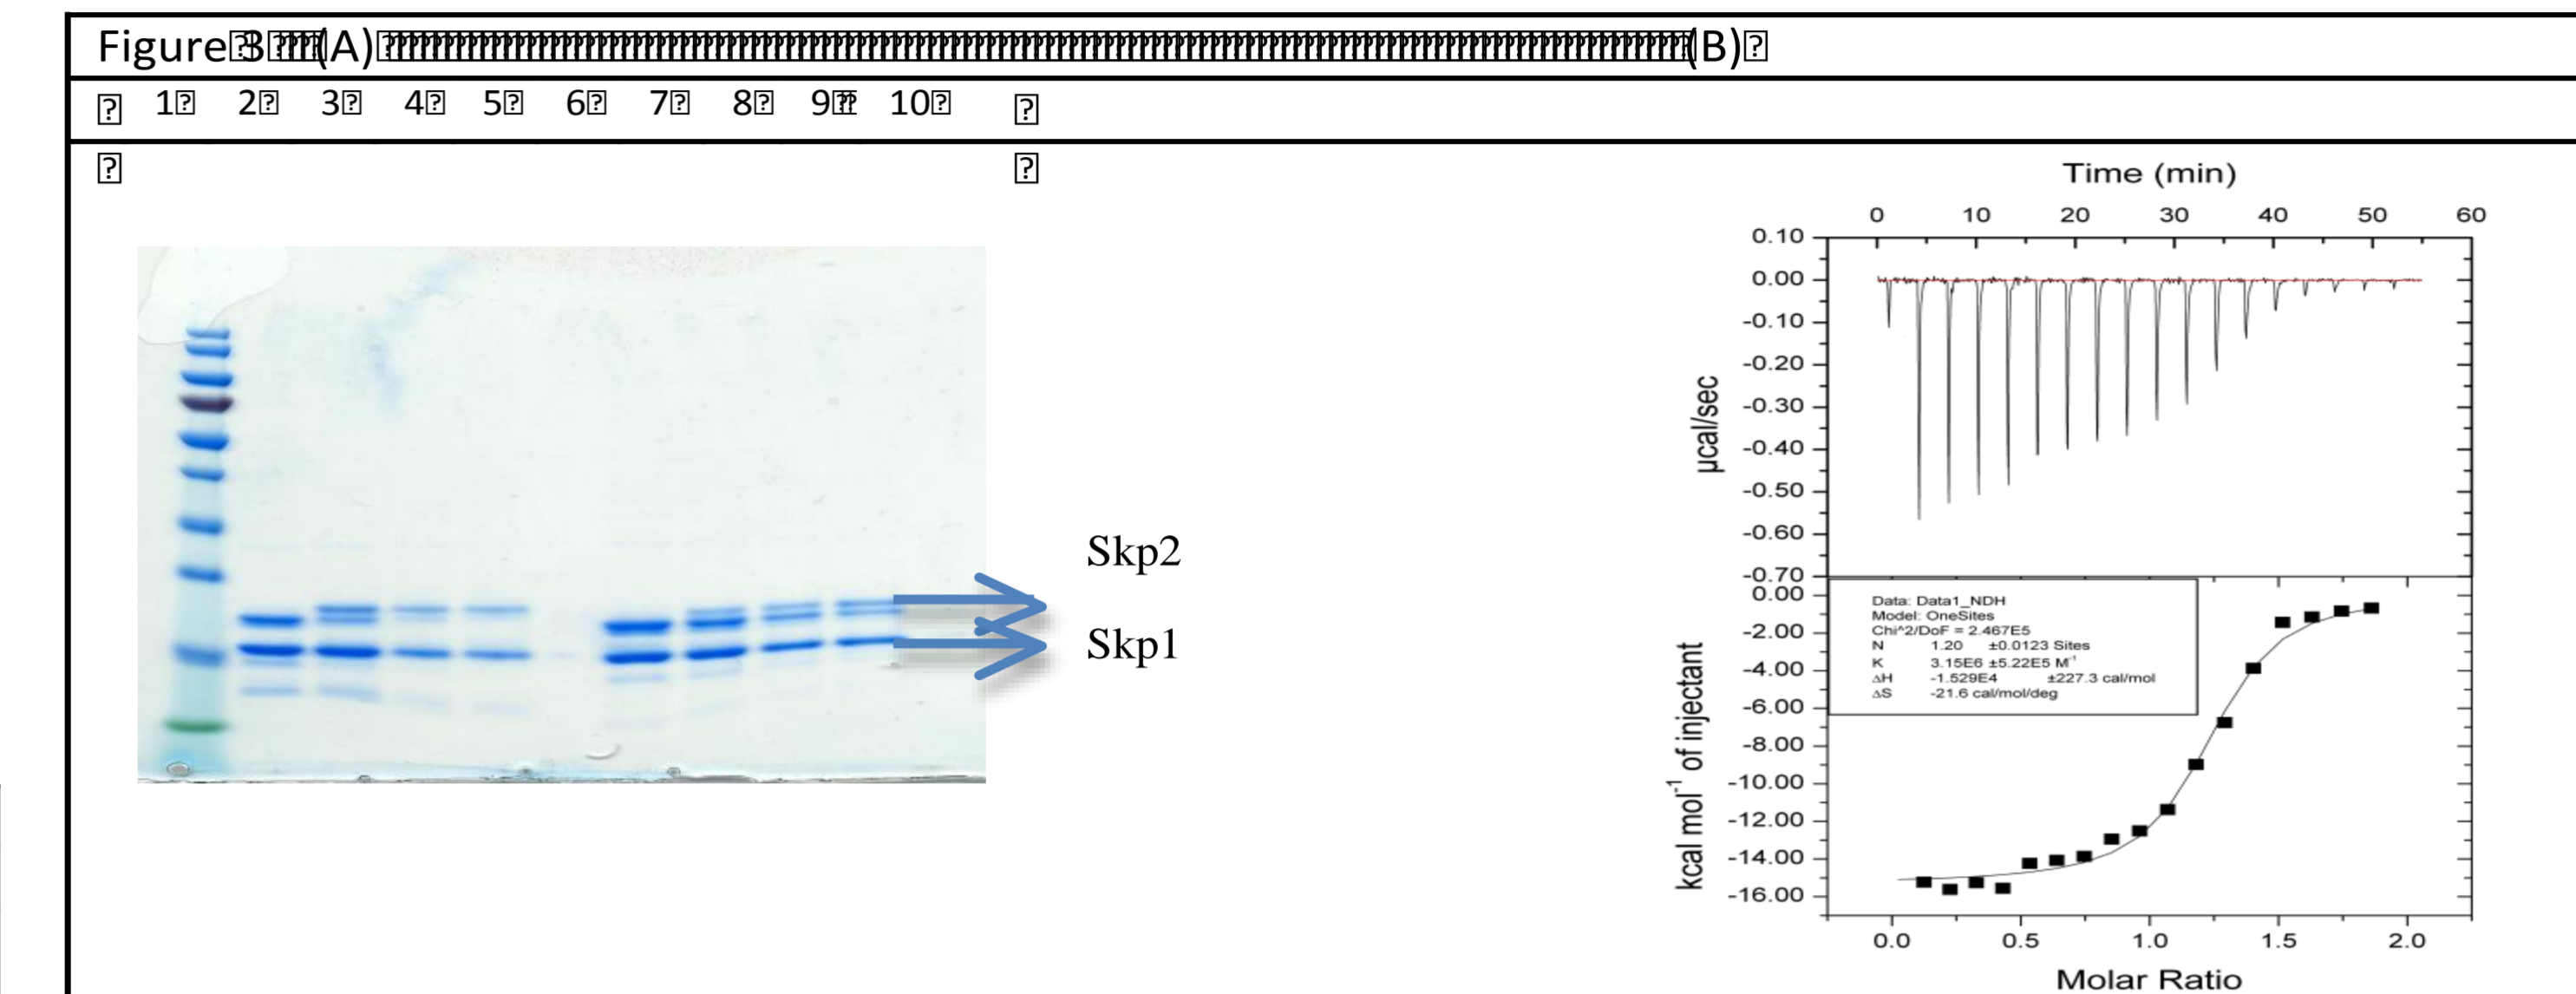 Figure 3 (A) (B)
1 2 3 4 5 6 7 8 9 10
Skp2
Skp1
Time (min)
0 10 20 30 40 50 60
0.10
0.00
-0.10
-0.20
-0.30
-0.40
-0.50
-0.60
-0.70
µcal/sec
Data: Data1_NDH
Model: OneSites
Chi^2/DoF = 2.467E5
N 1.20 ±0.0123 Sites
K 3.15E6 ±5.22E5 M⁻¹
ΔH -1.529E4 ±227.3 cal/mol
ΔS -21.6 cal/mol/deg
0.00
-2.00
-4.00
-6.00
-8.00
-10.00
-12.00
-14.00
-16.00
kcal mol⁻¹ of injectant
0.0 0.5 1.0 1.5 2.0
Molar Ratio